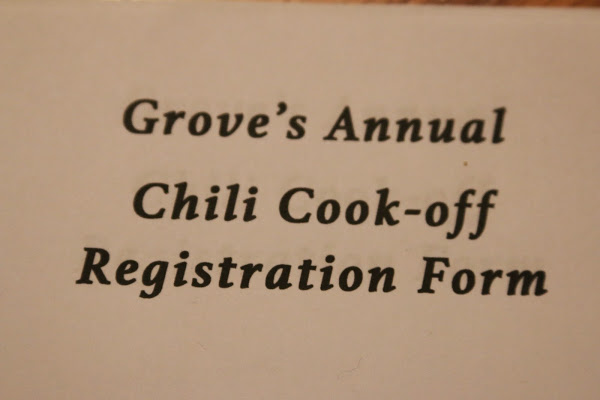 Grove's Annual
Chili Cook-off
Registration Form